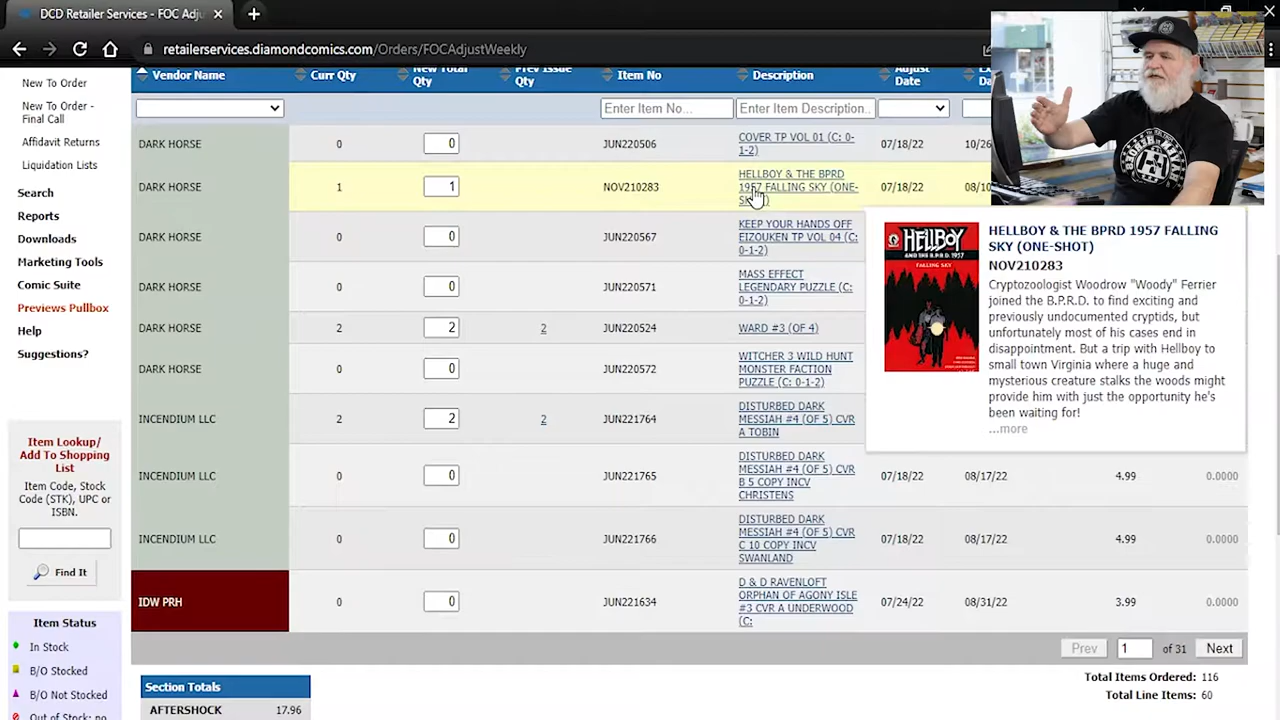 DCD Retailer Services - FOC Adju
retailerservices.diamondcomics.com/Orders/FOCAdjustWeekly
New To Order
New To Order -
Final Call
Affidavit Returns
Liquidation Lists
Search
Reports
Downloads
Marketing Tools
Comic Suite
Previews Pullbox
Help
Suggestions?
Item Lookup/
Add To Shopping
List
Item Code, Stock
Code (STK), UPC or
ISBN.
Find It
Item Status
In Stock
B/O Stocked
B/O Not Stocked
Out of Stock: no
Vendor Name
Curr Qty
New Total
Qty
Prev Issue
Qty
Item No
Description
Adjust
Date
Enter Item No...
Enter Item Description..
DARK HORSE 0 0 JUN220506
COVER TP VOL 01 (C: 0-
1-2)
07/18/22 10/26
DARK HORSE 1 1 NOV210283
HELLBOY & THE BPRD
1957 FALLING SKY (ONE-
07/18/22 08/10
DARK HORSE 0 0 JUN220567
KEEP YOUR HANDS OFF
EIZOUKEN TP VOL 04 (C:
0-1-2)
DARK HORSE 0 0 JUN220571
MASS EFFECT
LEGENDARY PUZZLE (C:
0-1-2)
DARK HORSE 2 2 2 JUN220524
WARD #3 (OF 4)
DARK HORSE 0 0 JUN220572
WITCHER 3 WILD HUNT
MONSTER FACTION
PUZZLE (C: 0-1-2)
INCENDIUM LLC 2 2 2 JUN221764
DISTURBED DARK
MESSIAH #4 (OF 5) CVR
A TOBIN
INCENDIUM LLC 0 0 JUN221765
DISTURBED DARK
MESSIAH #4 (OF 5) CVR
B 5 COPY INCV
CHRISTENS
07/18/22 08/17/22 4.99 0.0000
INCENDIUM LLC 0 0 JUN221766
DISTURBED DARK
MESSIAH #4 (OF 5) CVR
C 10 COPY INCV
SWANLAND
07/18/22 08/17/22 4.99 0.0000
IDW PRH 0 0 JUN221634
D & D RAVENLOFT
ORPHAN OF AGONY ISLE
#3 CVR A UNDERWOOD
(C:
07/24/22 08/31/22 3.99 0.0000
HELLBOY
AND THE B.P.R.D. 1957
FALLING SKY
HELLBOY & THE BPRD 1957 FALLING
SKY (ONE-SHOT)
NOV210283
Cryptozoologist Woodrow "Woody" Ferrier
joined the B.P.R.D. to find exciting and
previously undocumented cryptids, but
unfortunately most of his cases end in
disappointment. But a trip with Hellboy to
small town Virginia where a huge and
mysterious creature stalks the woods might
provide him with just the opportunity he's
been waiting for!
...more
Prev 1 of 31 Next
Total Items Ordered: 116
Total Line Items: 60
Section Totals
AFTERSHOCK 17.96